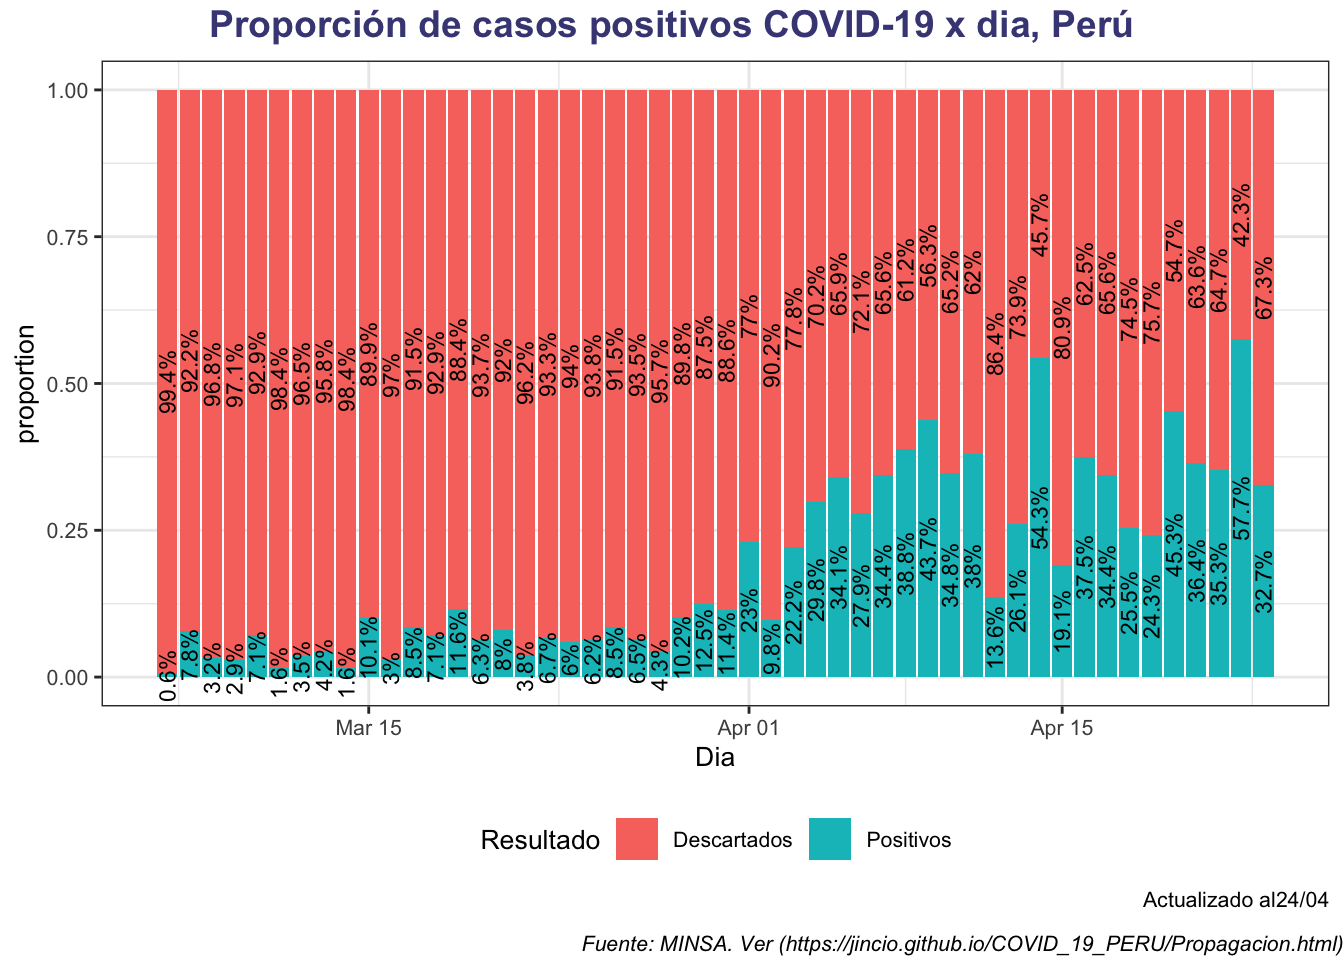 Proporción de casos positivos COVID-19 x dia, Perú
proportion
1.00
0.75
0.50
0.25
0.00
99.4% 92.2% 96.8% 97.1% 92.9% 98.4% 96.5% 95.8% 98.4% 89.9% 97% 91.5% 92.9% 88.4% 93.7% 92% 96.2% 93.3% 94% 93.8% 91.5% 93.5% 95.7% 89.8% 87.5% 88.6% 77% 90.2% 77.8% 70.2% 65.9% 72.1% 65.6% 61.2% 56.3% 65.2% 62% 86.4% 73.9% 45.7% 80.9% 62.5% 65.6% 74.5% 75.7% 54.7% 63.6% 64.7% 42.3% 67.3%
0.6% 7.8% 3.2% 2.9% 7.1% 1.6% 3.5% 4.2% 1.6% 10.1% 3% 8.5% 7.1% 11.6% 6.3% 8% 3.8% 6.7% 6% 6.2% 8.5% 6.5% 4.3% 10.2% 12.5% 11.4% 23% 9.8% 22.2% 29.8% 34.1% 27.9% 34.4% 38.8% 43.7% 34.8% 38% 13.6% 26.1% 54.3% 19.1% 37.5% 34.4% 25.5% 24.3% 45.3% 36.4% 35.3% 57.7% 32.7%
Mar 15 Apr 01 Apr 15
Dia
Resultado Descartados Positivos
Actualizado al24/04
Fuente: MINSA. Ver (https://jincio.github.io/COVID_19_PERU/Propagacion.html)